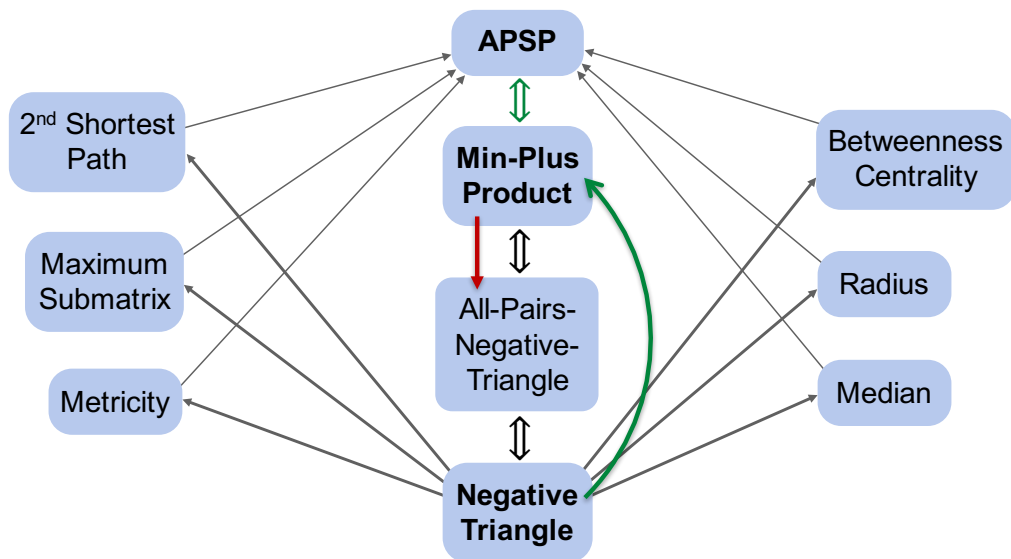 APSP
2nd Shortest
Path
Min-Plus
Product
Betweenness
Centrality
Maximum
Submatrix
All-Pairs-
Negative-
Triangle
Radius
Metricity
Median
Negative
Triangle